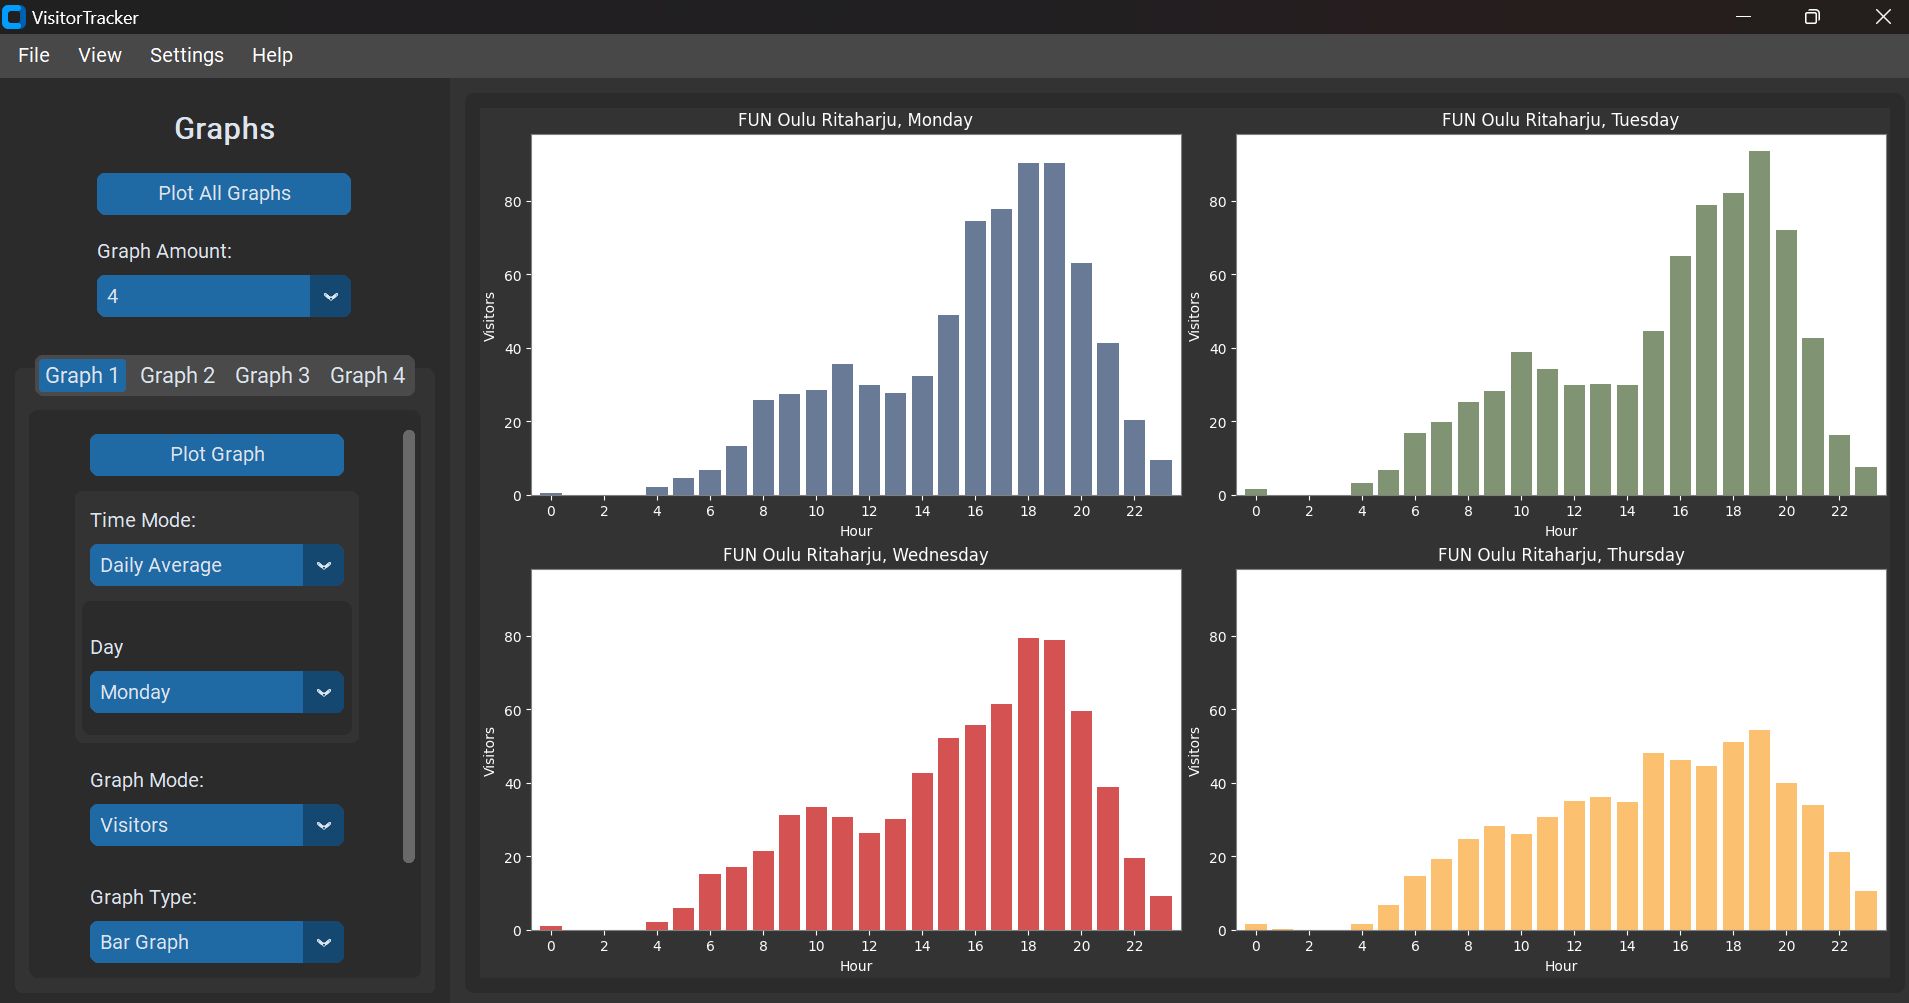 VisitorTracker
File View Settings Help
Graphs
Plot All Graphs
Graph Amount:
4
Graph 1 Graph 2 Graph 3 Graph 4
Plot Graph
Time Mode:
Daily Average
Day
Monday
Graph Mode:
Visitors
Graph Type:
Bar Graph
FUN Oulu Ritaharju, Monday
Visitors
80
60
40
20
0
0 2 4 6 8 10 12 14 16 18 20 22
Hour
FUN Oulu Ritaharju, Tuesday
Visitors
80
60
40
20
0
0 2 4 6 8 10 12 14 16 18 20 22
Hour
FUN Oulu Ritaharju, Wednesday
Visitors
80
60
40
20
0
0 2 4 6 8 10 12 14 16 18 20 22
Hour
FUN Oulu Ritaharju, Thursday
Visitors
80
60
40
20
0
0 2 4 6 8 10 12 14 16 18 20 22
Hour